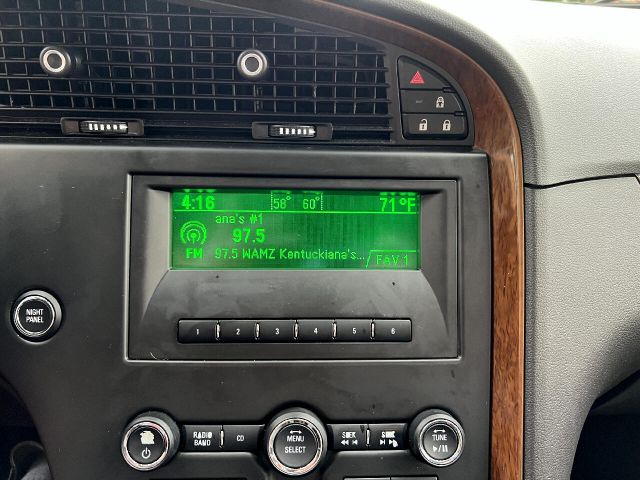 4:16 58° 60° 71°F
ana's #1
97.5
FM 97.5 WAMZ Kentuckiana's... FAV 1
NIGHT PANEL
1 2 3 4 5 6
RADIO BAND CD MENU SELECT SEEK SEEK TUNE